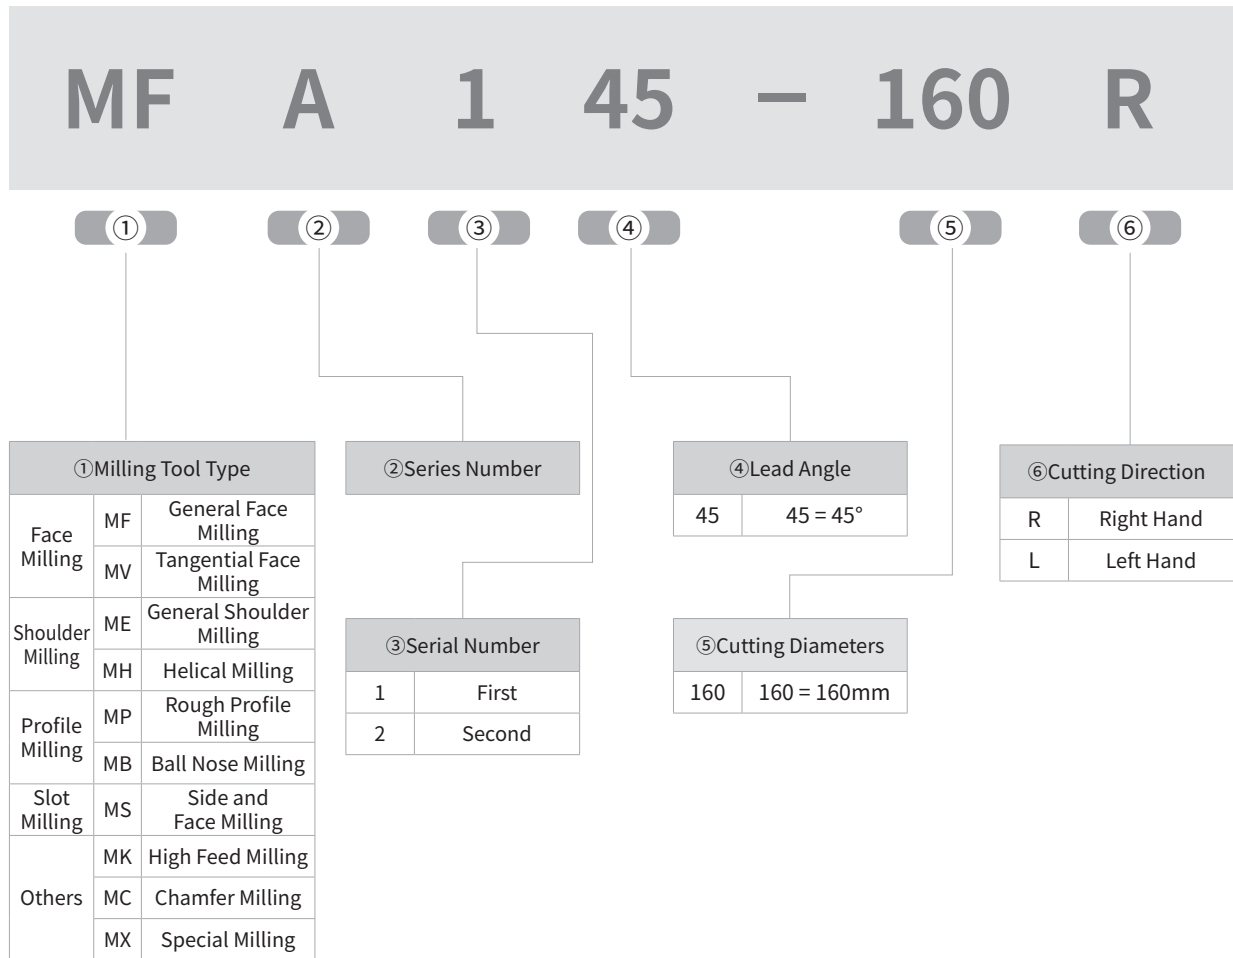 MF A 1 45 – 160 R
① ② ③ ④ ⑤ ⑥
①Milling Tool Type
Face
Milling
MF
General Face
Milling
MV
Tangential Face
Milling
Shoulder
Milling
ME
General Shoulder
Milling
MH
Helical Milling
Profile
Milling
MP
Rough Profile
Milling
MB
Ball Nose Milling
Slot
Milling
MS
Side and
Face Milling
Others
MK
High Feed Milling
MC
Chamfer Milling
MX
Special Milling
②Series Number
③Serial Number
1 First
2 Second
④Lead Angle
45 45 = 45°
⑤Cutting Diameters
160 160 = 160mm
⑥Cutting Direction
R Right Hand
L Left Hand